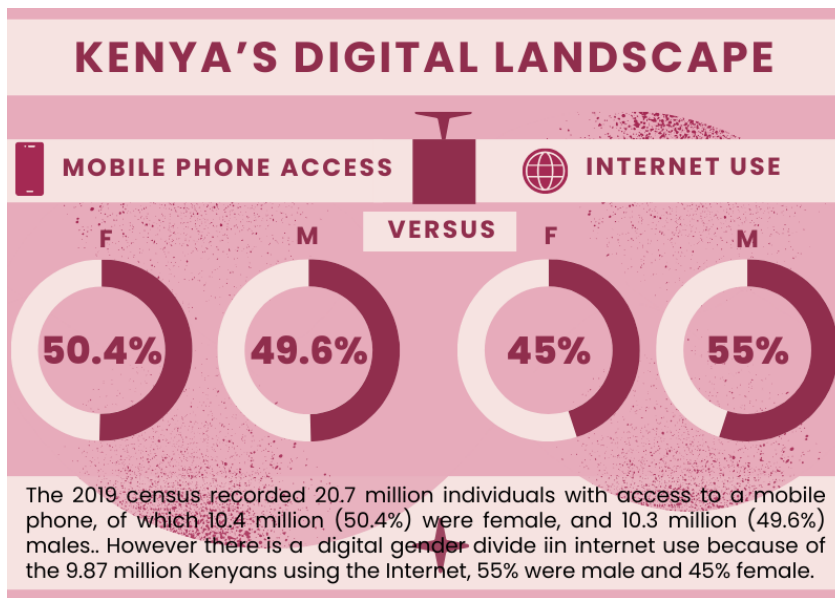 KENYA'S DIGITAL LANDSCAPE
MOBILE PHONE ACCESS
INTERNET USE
VERSUS
F
M
F
M
50.4%
49.6%
45%
55%
The 2019 census recorded 20.7 million individuals with access to a mobile
phone, of which 10.4 million (50.4%) were female, and 10.3 million (49.6%)
males.. However there is a digital gender divide iin internet use because of
the 9.87 million Kenyans using the Internet, 55% were male and 45% female.